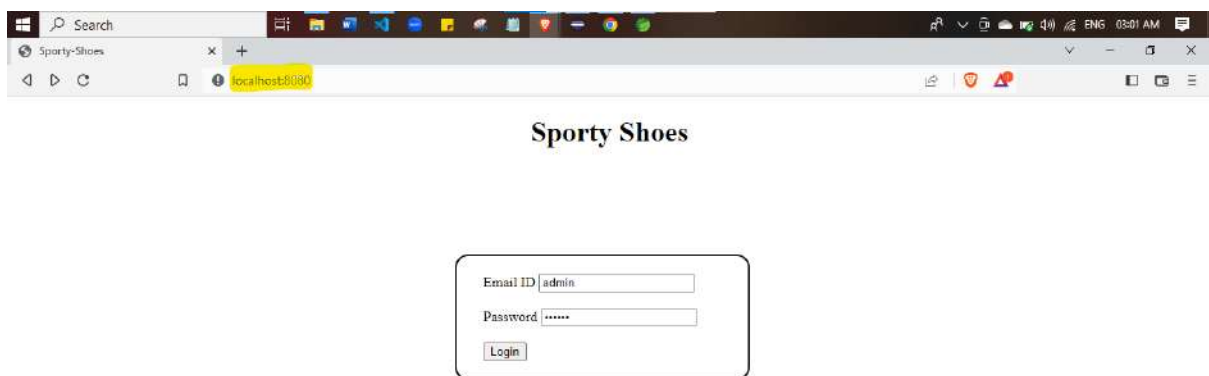 Search
ENG 03:01 AM
Sporty-Shoes
localhost:8080
Sporty Shoes
Email ID admin
Password ••••••
Login